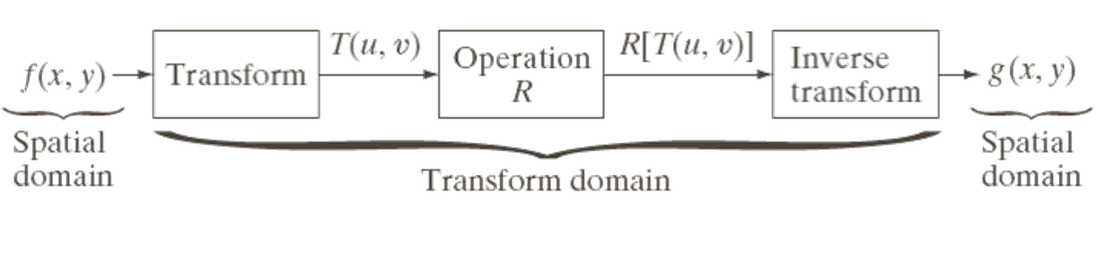 f(x, y)
Transform
T(u, v)
Operation
R
R[T(u, v)]
Inverse
transform
g(x, y)
Spatial
domain
Transform domain
Spatial
domain